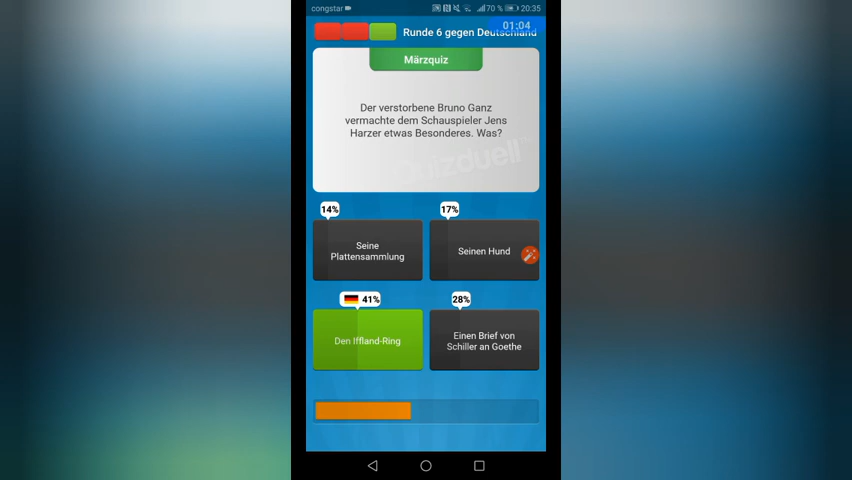 congstar
70 %
20:35
01:04
Runde 6 gegen Deutschland
Märzquiz
Der verstorbene Bruno Ganz
vermachte dem Schauspieler Jens
Harzer etwas Besonderes. Was?
Quizduell
14%
17%
Seine
Plattensammlung
Seinen Hund
41%
28%
Den Iffland-Ring
Einen Brief von
Schiller an Goethe